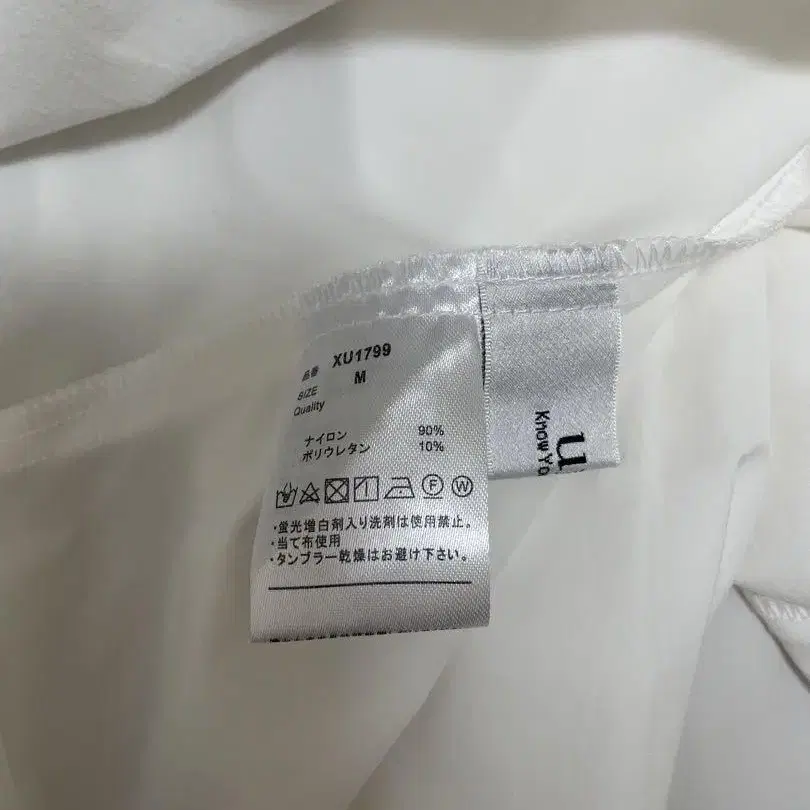 品番 XU1799
SIZE M
Quality
ナイロン 90%
ポリウレタン 10%
F W
・蛍光増白剤入り洗剤は使用禁止。
・当て布使用
・タンブラー乾燥はお避け下さい。
u
Know Yo